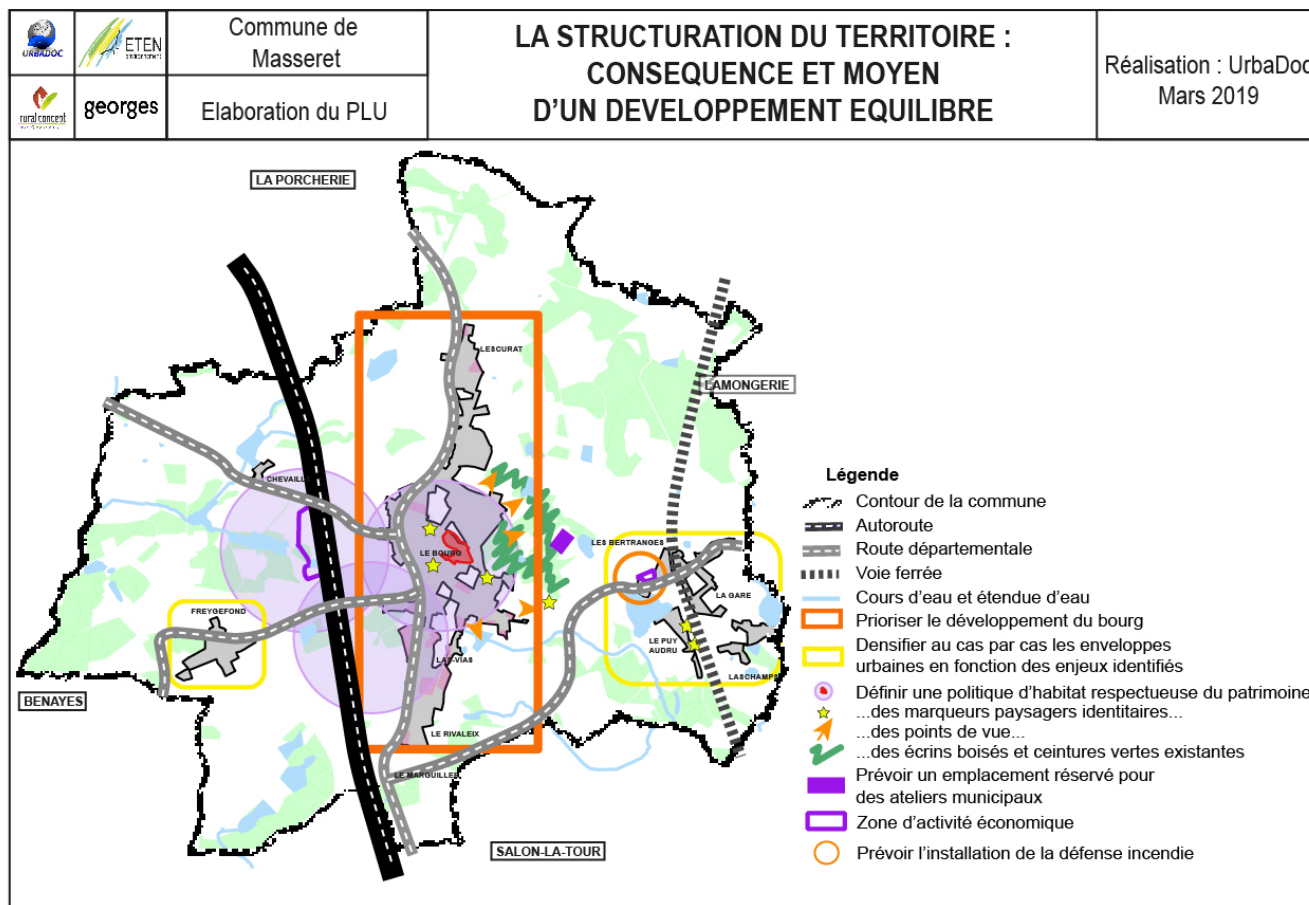 URBADOC
ETEN
environnement
Commune de
Masseret
rural concept
georges
Elaboration du PLU
LA STRUCTURATION DU TERRITOIRE :
CONSEQUENCE ET MOYEN
D'UN DEVELOPPEMENT EQUILIBRE
Réalisation : UrbaDoc
Mars 2019
LA PORCHERIE
LESCURAT
LAMONGERIE
CHEVAILL
LE BOURG
LES BERTRANGES
LA GARE
FREYGEFOND
LE PUY
AUDRU
LAS-VIAS
LASCHAMPS
BENAYES
LE RIVALEIX
LE MARGUILLER
SALON-LA-TOUR
Légende
Contour de la commune
Autoroute
Route départementale
Voie ferrée
Cours d'eau et étendue d'eau
Prioriser le développement du bourg
Densifier au cas par cas les enveloppes
urbaines en fonction des enjeux identifiés
Définir une politique d'habitat respectueuse du patrimoine
...des marqueurs paysagers identitaires...
...des points de vue...
...des écrins boisés et ceintures vertes existantes
Prévoir un emplacement réservé pour
des ateliers municipaux
Zone d'activité économique
Prévoir l'installation de la défense incendie